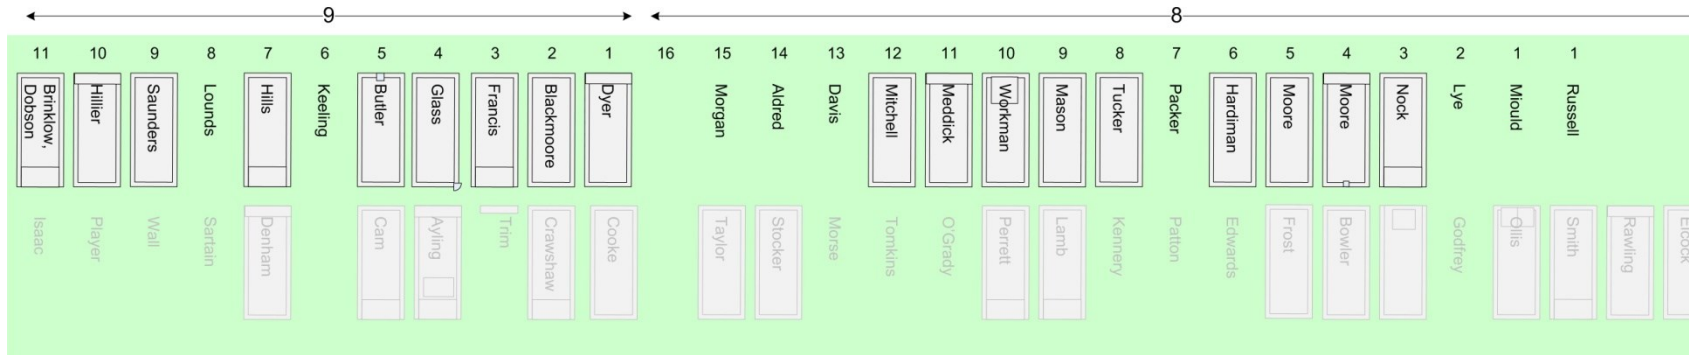 9 8
11 10 9 8 7 6 5 4 3 2 1 16 15 14 13 12 11 10 9 8 7 6 5 4 3 2 1 1
Brinklow, Dobson Hillier Saunders Lounds Hills Keeling Butler Glass Francis Blackmoore Dyer Morgan Aldred Davis Mitchell Meddick Workman Mason Tucker Packer Hardiman Moore Moore Nock Lye Miould Russell
Isaac Player Wall Sartain Denham Cam Ayling Trim Crawshaw Cooke Taylor Stocker Morse Tomkins O'Grady Perrett Lamb Kennery Patton Edwards Frost Bowler Godfrey Ollis Smith Rawling Elcock